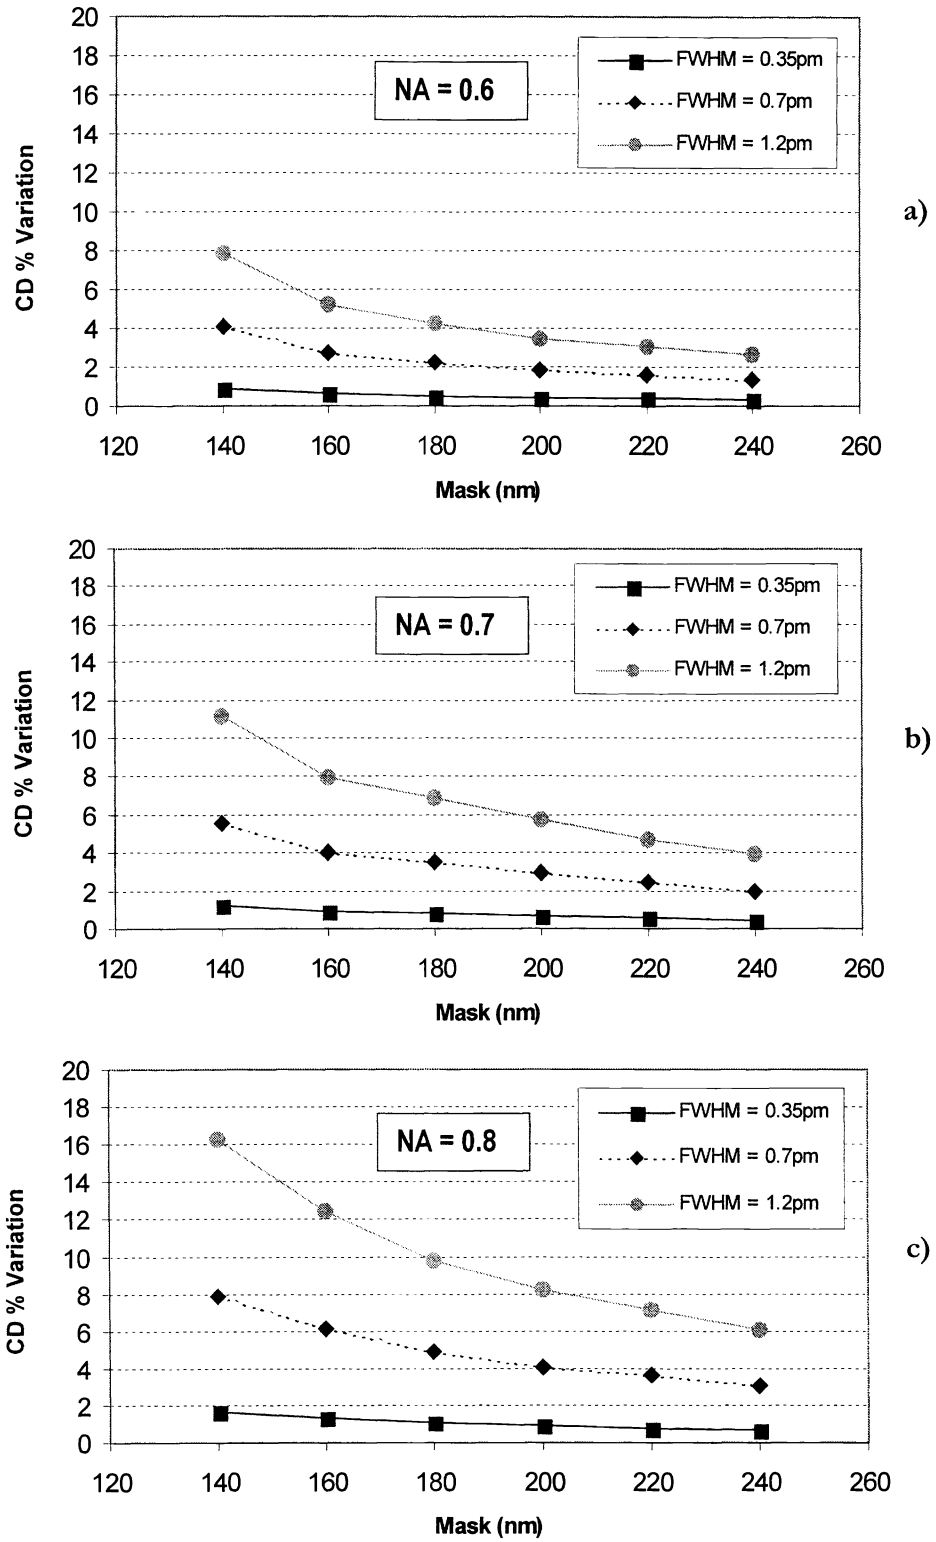 20
18
16
14
12
10
8
6
4
2
0
CD % Variation
NA = 0.6
FWHM = 0.35pm
FWHM = 0.7pm
FWHM = 1.2pm
120 140 160 180 200 220 240 260
Mask (nm)
a)
20
18
16
14
12
10
8
6
4
2
0
CD % Variation
NA = 0.7
FWHM = 0.35pm
FWHM = 0.7pm
FWHM = 1.2pm
120 140 160 180 200 220 240 260
Mask (nm)
b)
20
18
16
14
12
10
8
6
4
2
0
CD % Variation
NA = 0.8
FWHM = 0.35pm
FWHM = 0.7pm
FWHM = 1.2pm
120 140 160 180 200 220 240 260
Mask (nm)
c)